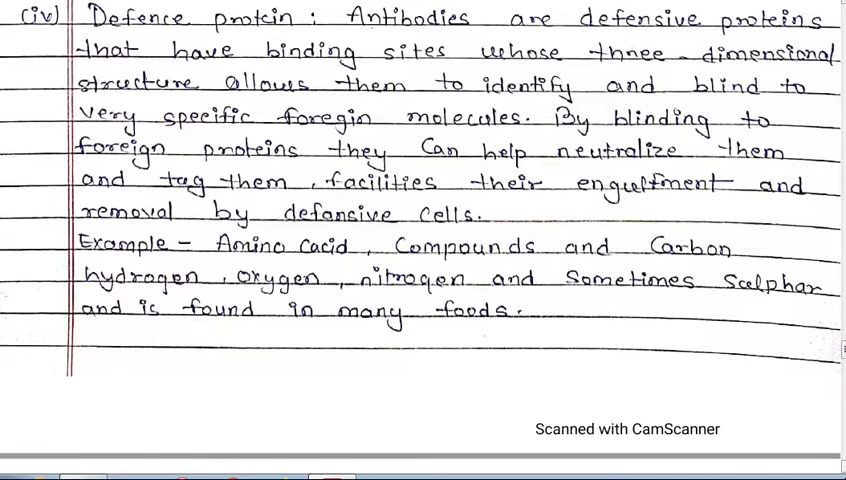 (iv) Defence protein : Antibodies are defensive proteins
that have binding sites whose three - dimensional
structure allows them to identify and blind to
very specific foregin molecules. By blinding to
foreign proteins they can help neutralize them
and tag them, facilities their engulfment and
removal by defansive cells.
Example - Amino cacid, Compounds and Carbon
hydrogen, oxygen, nitrogen and Sometimes Sculphar
and is found in many foods.
Scanned with CamScanner